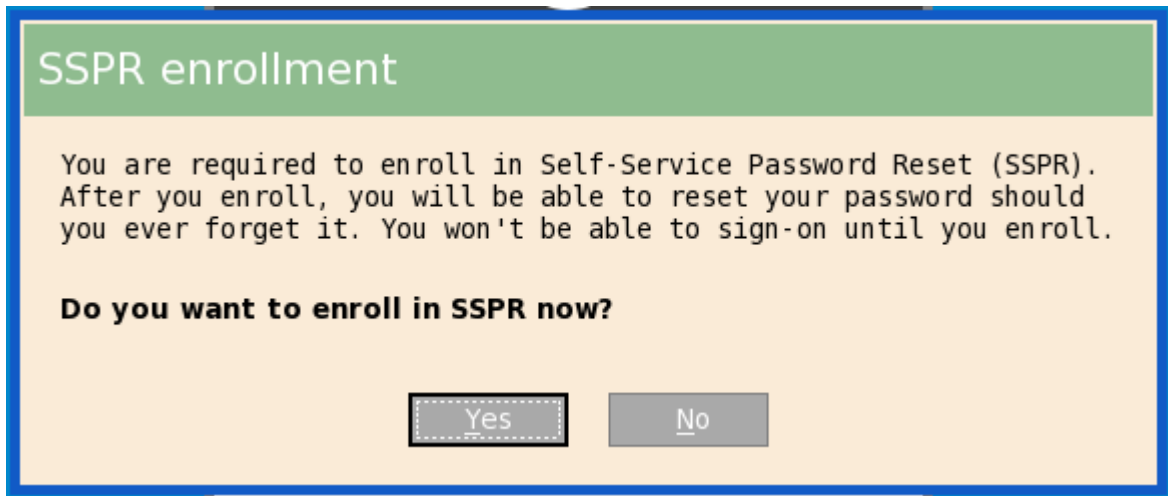 SSPR enrollment
You are required to enroll in Self-Service Password Reset (SSPR).
After you enroll, you will be able to reset your password should
you ever forget it. You won't be able to sign-on until you enroll.
Do you want to enroll in SSPR now?
Yes No